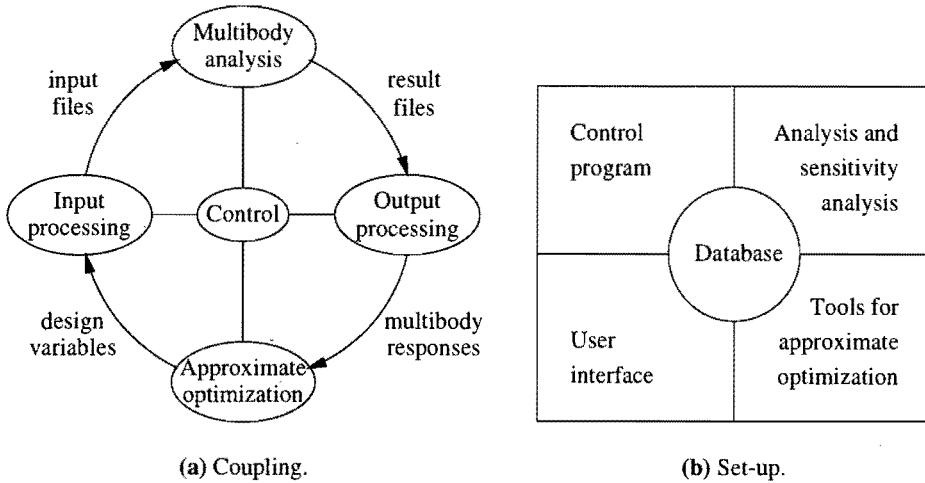 Multibody
analysis
input
files
result
files
Input
processing
Control
Output
processing
design
variables
multibody
responses
Approximate
optimization
(a) Coupling.
Control
program
Analysis and
sensitivity
analysis
Database
User
interface
Tools for
approximate
optimization
(b) Set-up.